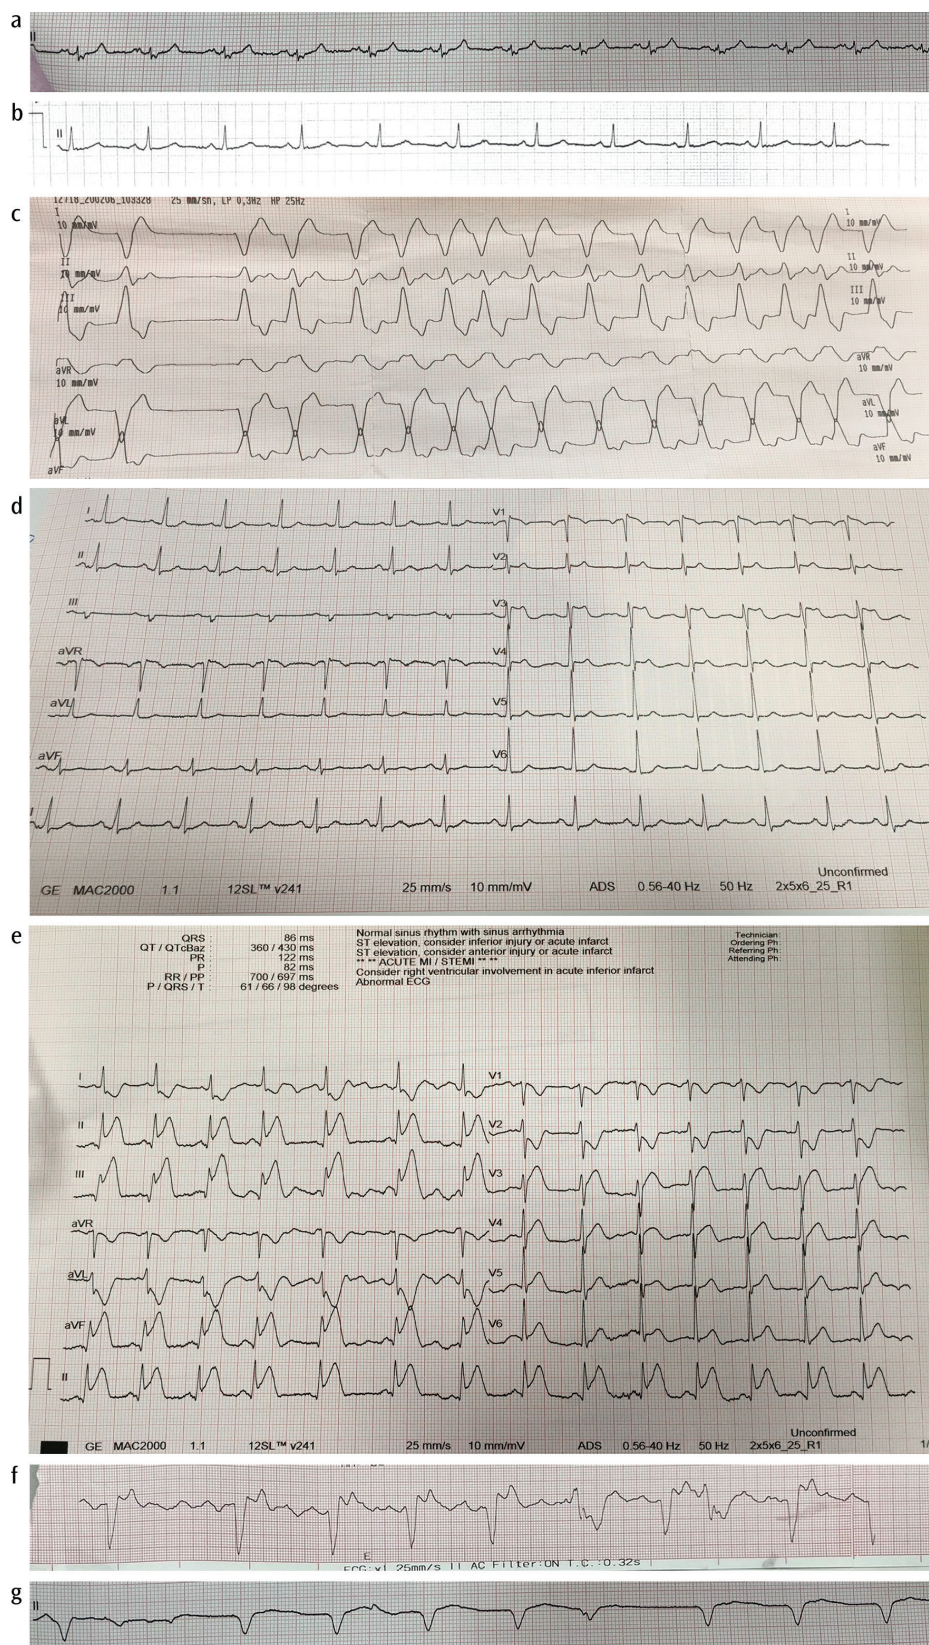 a
II
b
II
c
12718_200206_103328 25 mm/sn, LP 0,3Hz HP 25Hz
I I
10 mm/mV 10 mm/mV
II II
10 mm/mV 10 mm/mV
III III
10 mm/mV 10 mm/mV
aVR aVR
10 mm/mV 10 mm/mV
aVL aVL
10 mm/mV 10 mm/mV
aVF aVF
10 mm/mV
d
I V1
II V2
III V3
aVR V4
aVL V5
aVF V6
Unconfirmed
GE MAC2000 1.1 12SL™ v241 25 mm/s 10 mm/mV ADS 0.56-40 Hz 50 Hz 2x5x6_25_R1
e
QRS : 86 ms Normal sinus rhythm with sinus arrhythmia Technician:
QT / QTcBaz : 360 / 430 ms ST elevation, consider inferior injury or acute infarct Ordering Ph:
PR : 122 ms ST elevation, consider anterior injury or acute infarct Referring Ph:
P : 82 ms ** ** ACUTE MI / STEMI ** ** Attending Ph:
RR / PP : 700 / 697 ms Consider right ventricular involvement in acute inferior infarct
P / QRS / T : 61 / 66 / 98 degrees Abnormal ECG
I V1
II V2
III V3
aVR V4
aVL V5
aVF V6
II
Unconfirmed
GE MAC2000 1.1 12SL™ v241 25 mm/s 10 mm/mV ADS 0.56-40 Hz 50 Hz 2x5x6_25_R1 1/
f
E
ECG:x1 25mm/s II AC Filter:ON T.C.:0.32s
g
II